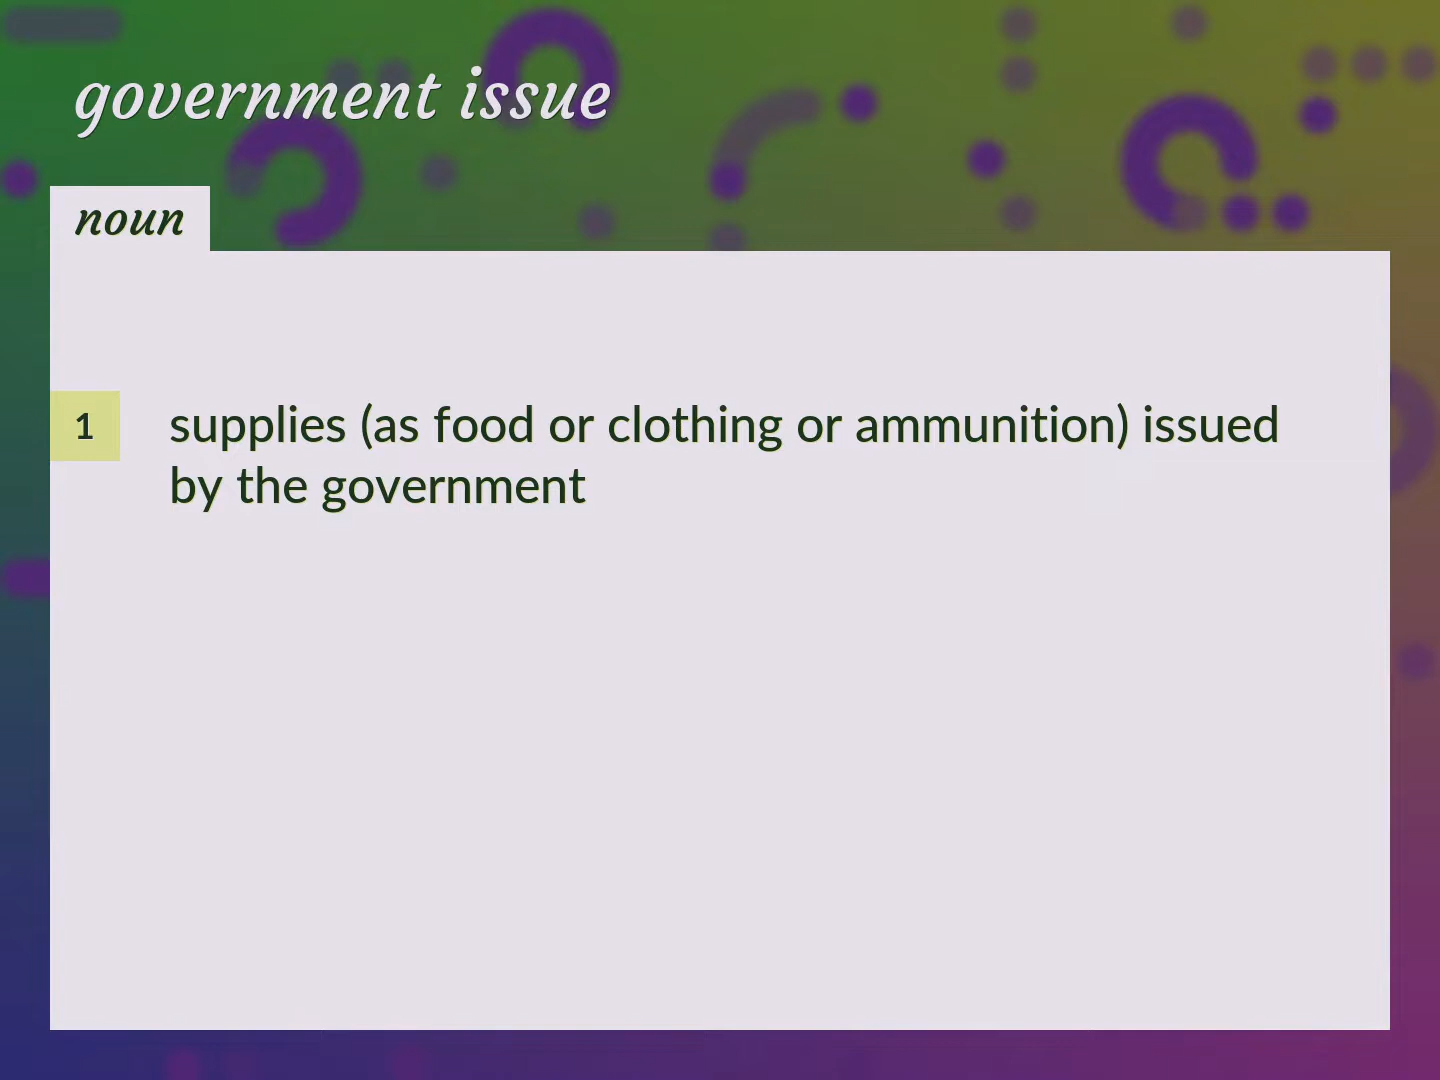 government issue
noun
1
supplies (as food or clothing or ammunition) issued
by the government